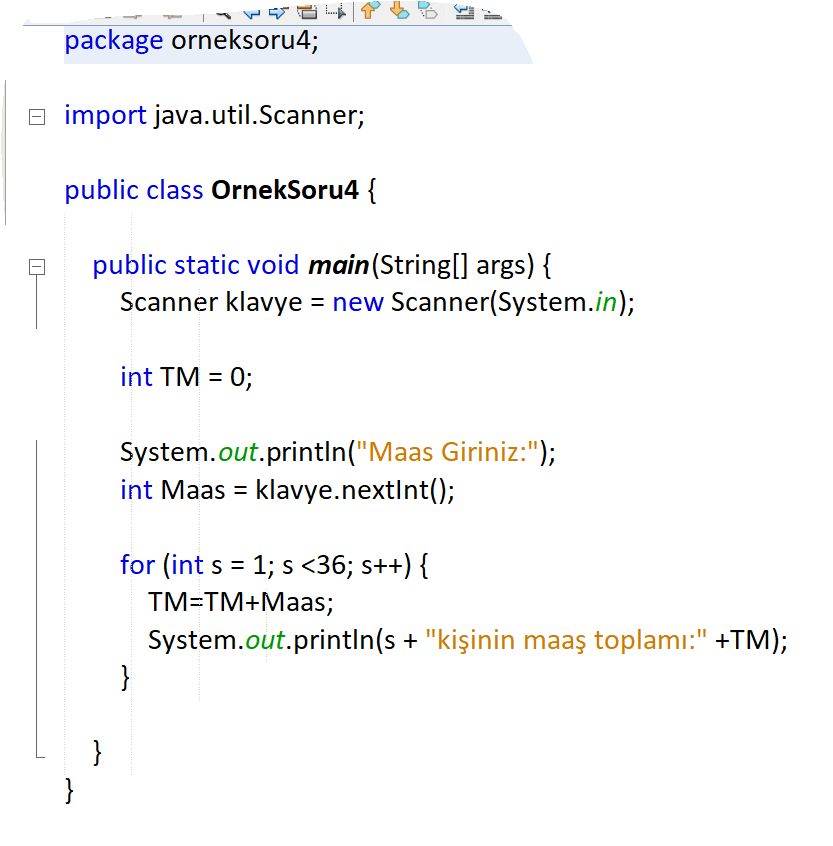 package orneksoru4;
import java.util.Scanner;
public class OrnekSoru4 {
public static void main(String[] args) {
Scanner klavye = new Scanner(System.in);
int TM = 0;
System.out.println("Maas Giriniz:");
int Maas = klavye.nextInt();
for (int s = 1; s <36; s++) {
TM=TM+Maas;
System.out.println(s + "kişinin maaş toplamı:" +TM);
}
}
}